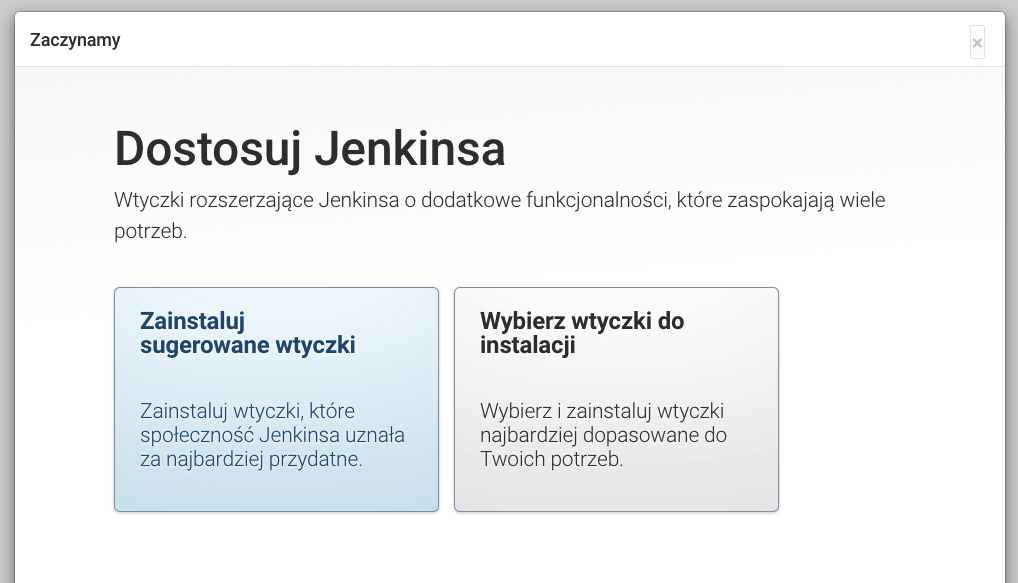 Zaczynamy
×
Dostosuj Jenkinsa
Wtyczki rozszerzające Jenkinsa o dodatkowe funkcjonalności, które zaspokajają wiele
potrzeb.
Zainstaluj
sugerowane wtyczki
Zainstaluj wtyczki, które
społeczność Jenkinsa uznała
za najbardziej przydatne.
Wybierz wtyczki do
instalacji
Wybierz i zainstaluj wtyczki
najbardziej dopasowane do
Twoich potrzeb.